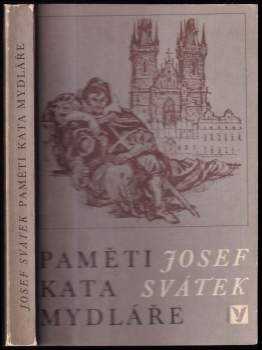 JOSEF SVÁTEK PAMĚTI KATA MYDLÁŘE
PAMĚTI JOSEF
KATA SVÁTEK
MYDLÁŘE